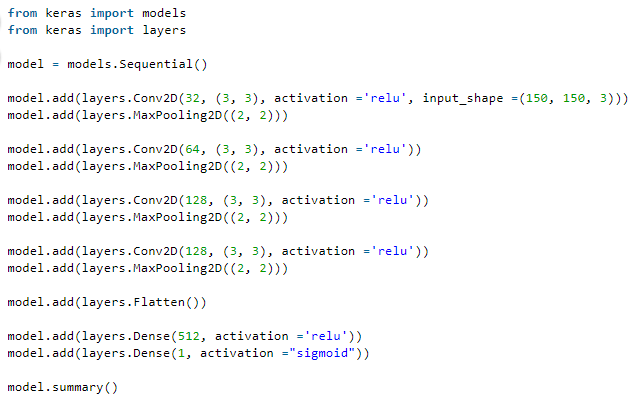 from keras import models
from keras import layers

model = models.Sequential()

model.add(layers.Conv2D(32, (3, 3), activation ='relu', input_shape =(150, 150, 3)))
model.add(layers.MaxPooling2D((2, 2)))

model.add(layers.Conv2D(64, (3, 3), activation ='relu'))
model.add(layers.MaxPooling2D((2, 2)))

model.add(layers.Conv2D(128, (3, 3), activation ='relu'))
model.add(layers.MaxPooling2D((2, 2)))

model.add(layers.Conv2D(128, (3, 3), activation ='relu'))
model.add(layers.MaxPooling2D((2, 2)))

model.add(layers.Flatten())

model.add(layers.Dense(512, activation ='relu'))
model.add(layers.Dense(1, activation ="sigmoid"))

model.summary()